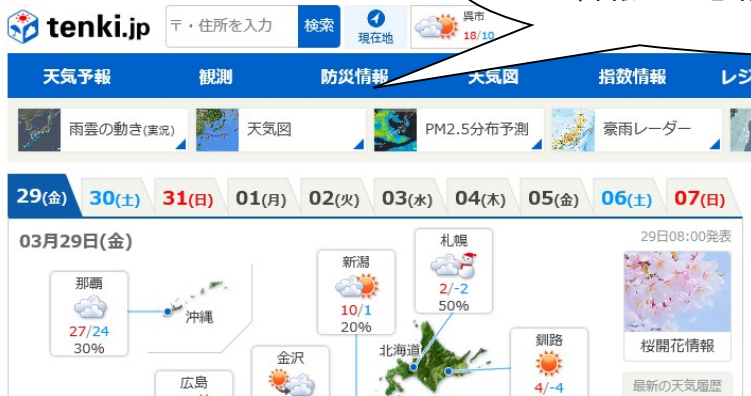 tenki.jp
〒・住所を入力
検索
現在地
呉市
18/10
天気予報
観測
防災情報
天気図
指数情報
レジ
雨雲の動き(実況)
天気図
PM2.5分布予測
豪雨レーダー
29(金)
30(土)
31(日)
01(月)
02(火)
03(水)
04(木)
05(金)
06(土)
07(日)
03月29日(金)
29日08:00発表
那覇
27/24
30%
沖縄
新潟
10/1
20%
札幌
2/-2
50%
金沢
北海道
釧路
4/-4
広島
桜開花情報
最新の天気履歴